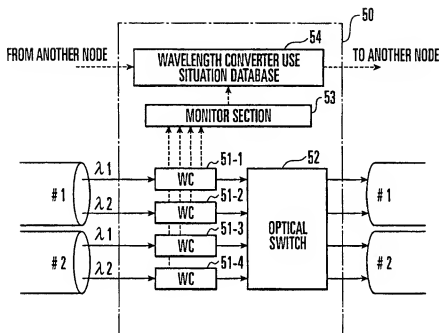 50
54
FROM ANOTHER NODE
WAVELENGTH CONVERTER USE
SITUATION DATABASE
TO ANOTHER NODE
53
MONITOR SECTION
51-1
52
#1
λ1
WC
OPTICAL
SWITCH
#1
51-2
λ2
WC
51-3
#2
λ1
WC
#2
51-4
λ2
WC